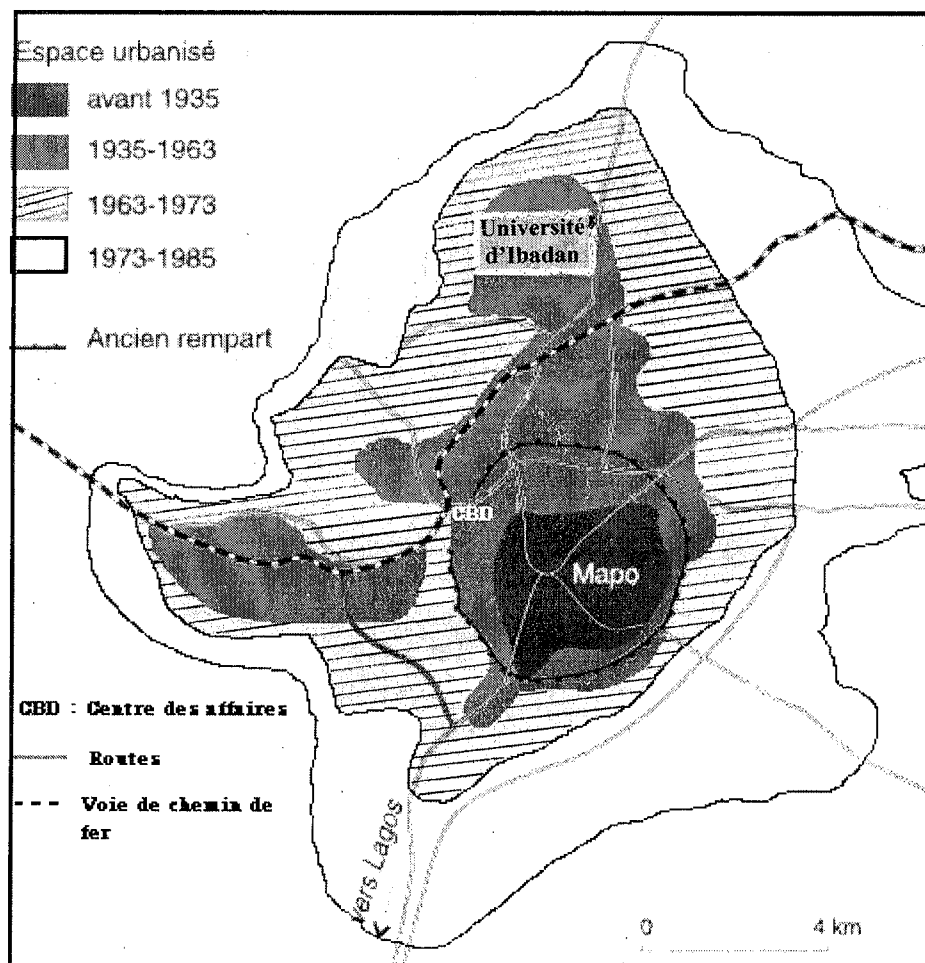 Espace urbanisé
avant 1935
1935-1963
1963-1973
1973-1985
Ancien rempart
Université
d'Ibadan
CBD
Mapo
CBD : Centre des affaires
Routes
Voie de chemin de
fer
vers Lagos
0 4 km